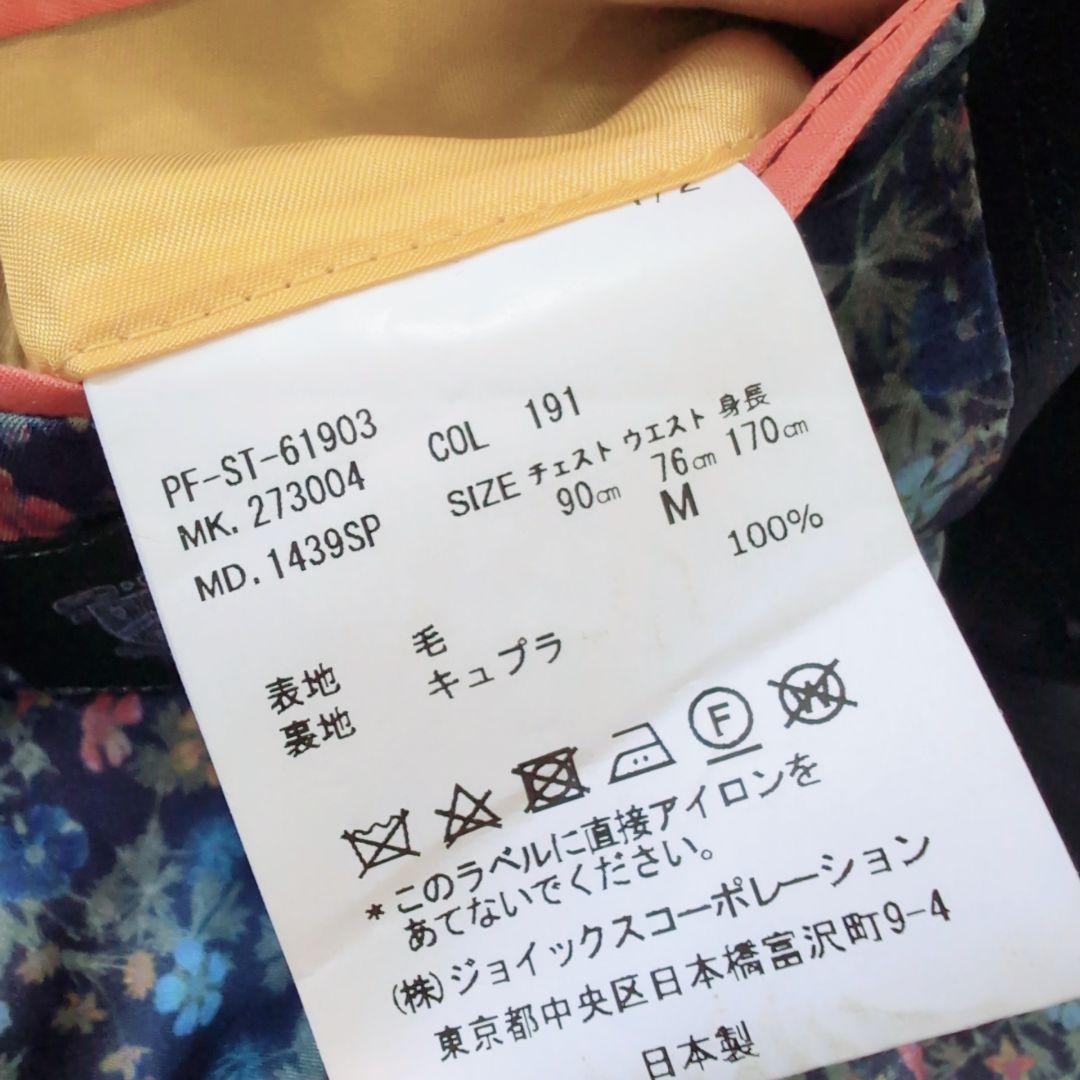 1/2
PF-ST-61903 COL 191
MK. 273004 SIZE チェスト ウエスト 身長
MD. 1439SP 90cm 76cm 170cm
M
表地 毛 100%
裏地 キュプラ
F
W
*このラベルに直接アイロンを
あてないでください。
(株)ジョイックスコーポレーション
東京都中央区日本橋富沢町9-4
日本製